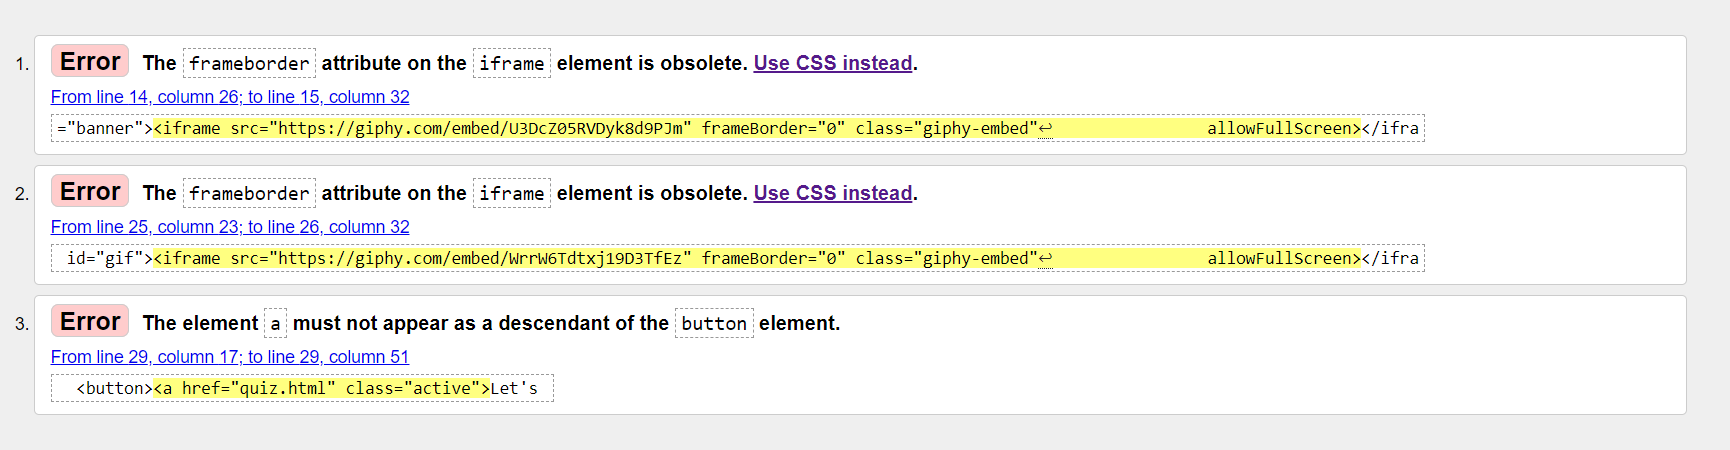 1. Error The frameborder attribute on the iframe element is obsolete. Use CSS instead.
From line 14, column 26; to line 15, column 32
="banner"><iframe src="https://giphy.com/embed/U3DcZ05RVDyk8d9PJm" frameBorder="0" class="giphy-embed"↩ allowFullScreen></ifra
2. Error The frameborder attribute on the iframe element is obsolete. Use CSS instead.
From line 25, column 23; to line 26, column 32
id="gif"><iframe src="https://giphy.com/embed/WrrW6Tdtxj19D3TfEz" frameBorder="0" class="giphy-embed"↩ allowFullScreen></ifra
3. Error The element a must not appear as a descendant of the button element.
From line 29, column 17; to line 29, column 51
<button><a href="quiz.html" class="active">Let's